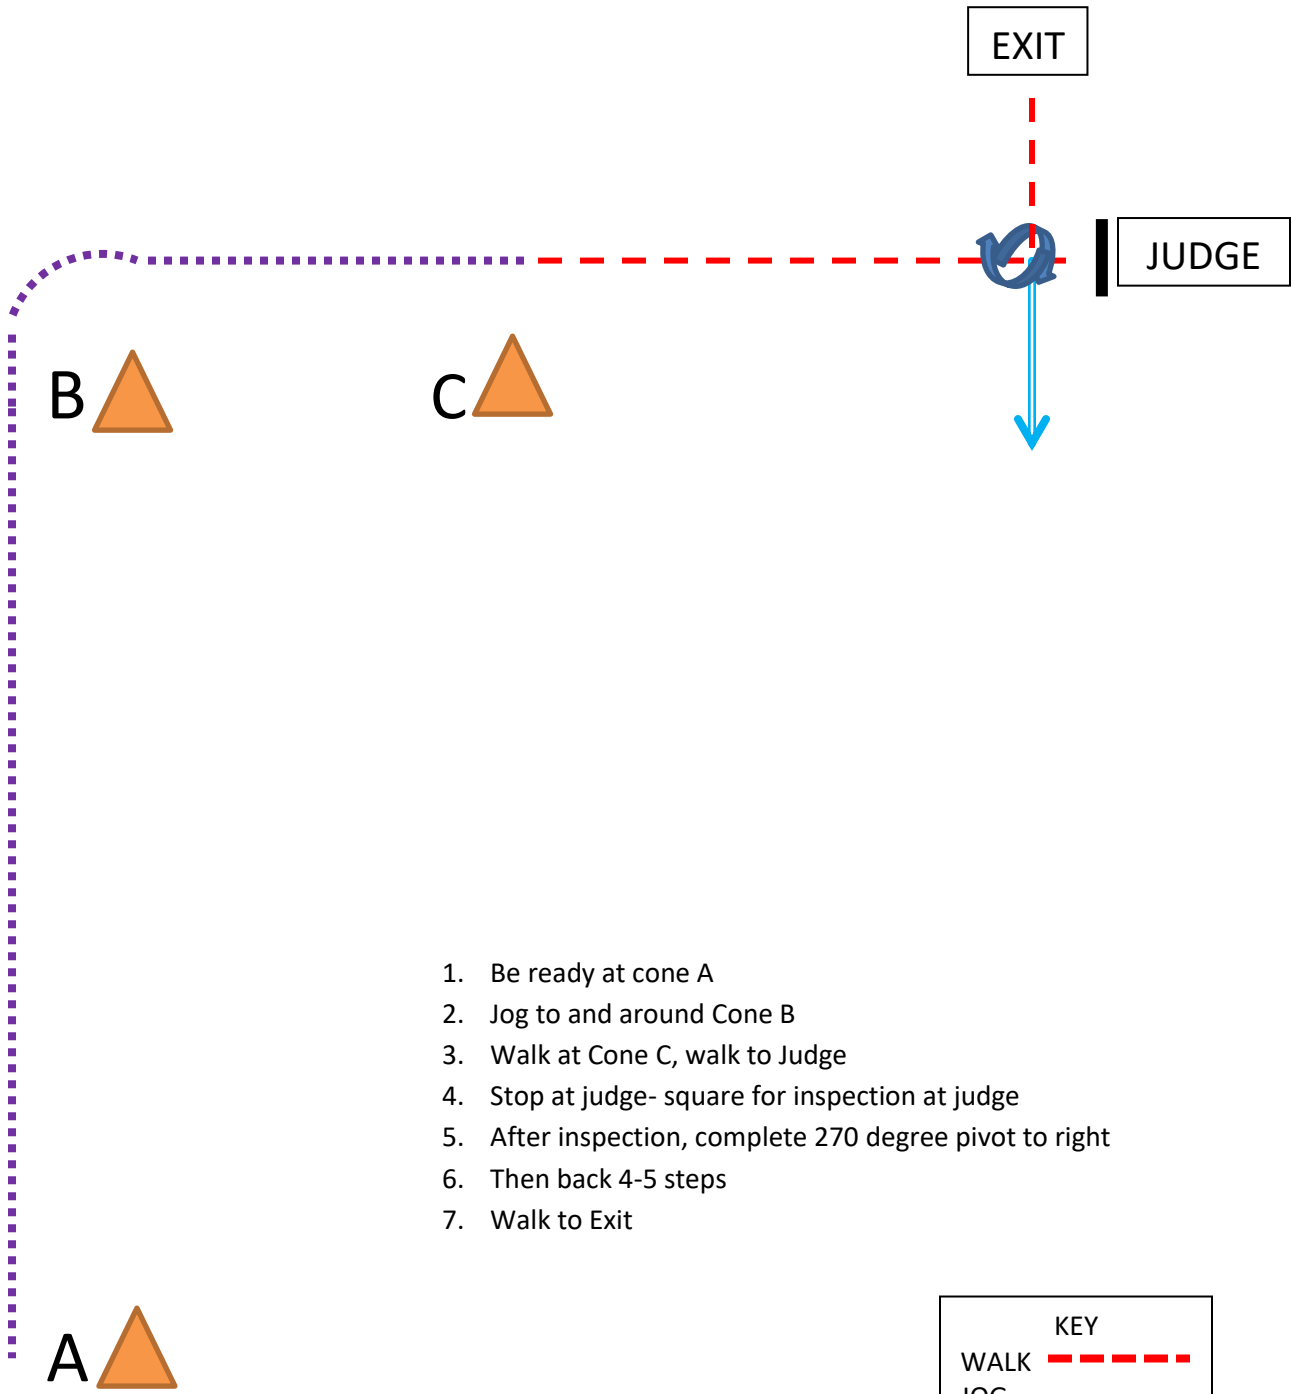 EXIT
JUDGE
B
C
1. Be ready at cone A
2. Jog to and around Cone B
3. Walk at Cone C, walk to Judge
4. Stop at judge- square for inspection at judge
5. After inspection, complete 270 degree pivot to right
6. Then back 4-5 steps
7. Walk to Exit
A
KEY
WALK
JOG